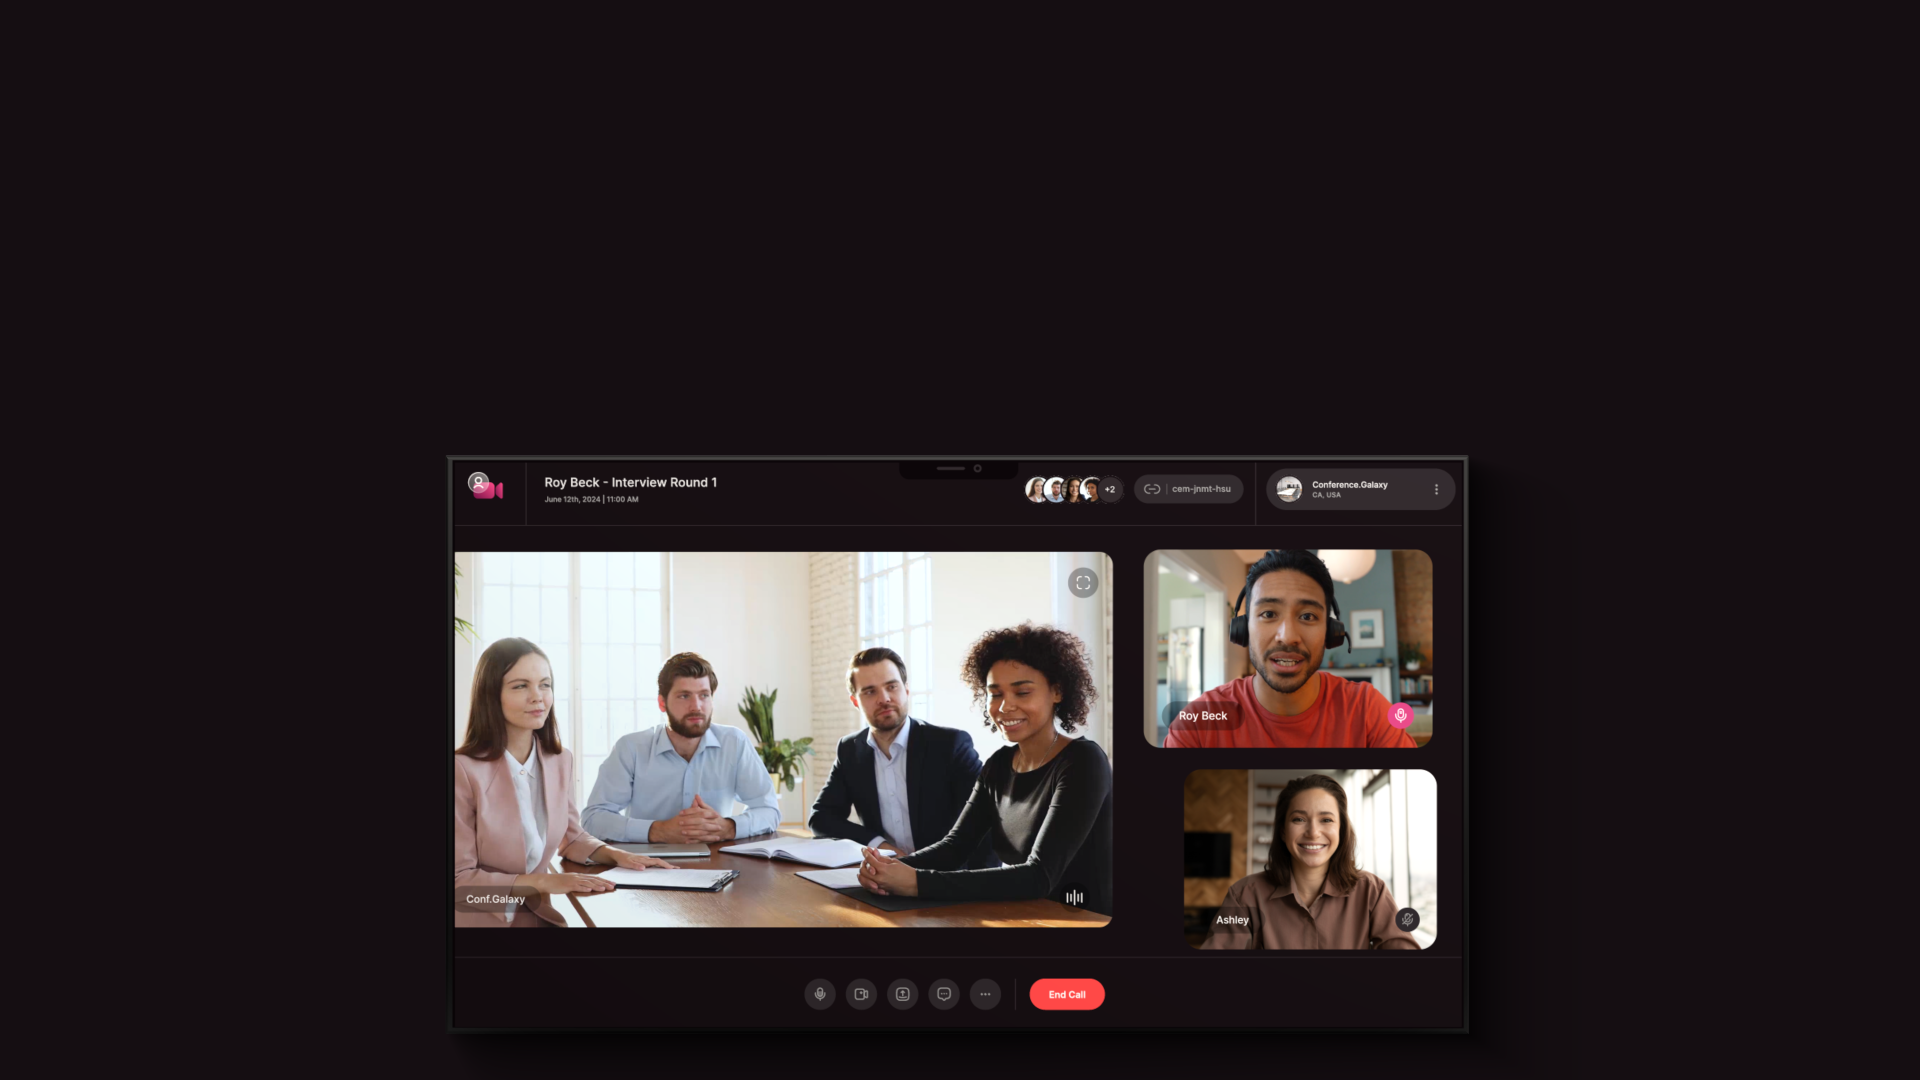 Roy Beck - Interview Round 1
June 12th, 2024 | 11:00 AM
+2
cem-jnmt-hsu
Conference.Galaxy
CA, USA
Roy Beck
Conf.Galaxy
Ashley
End Call